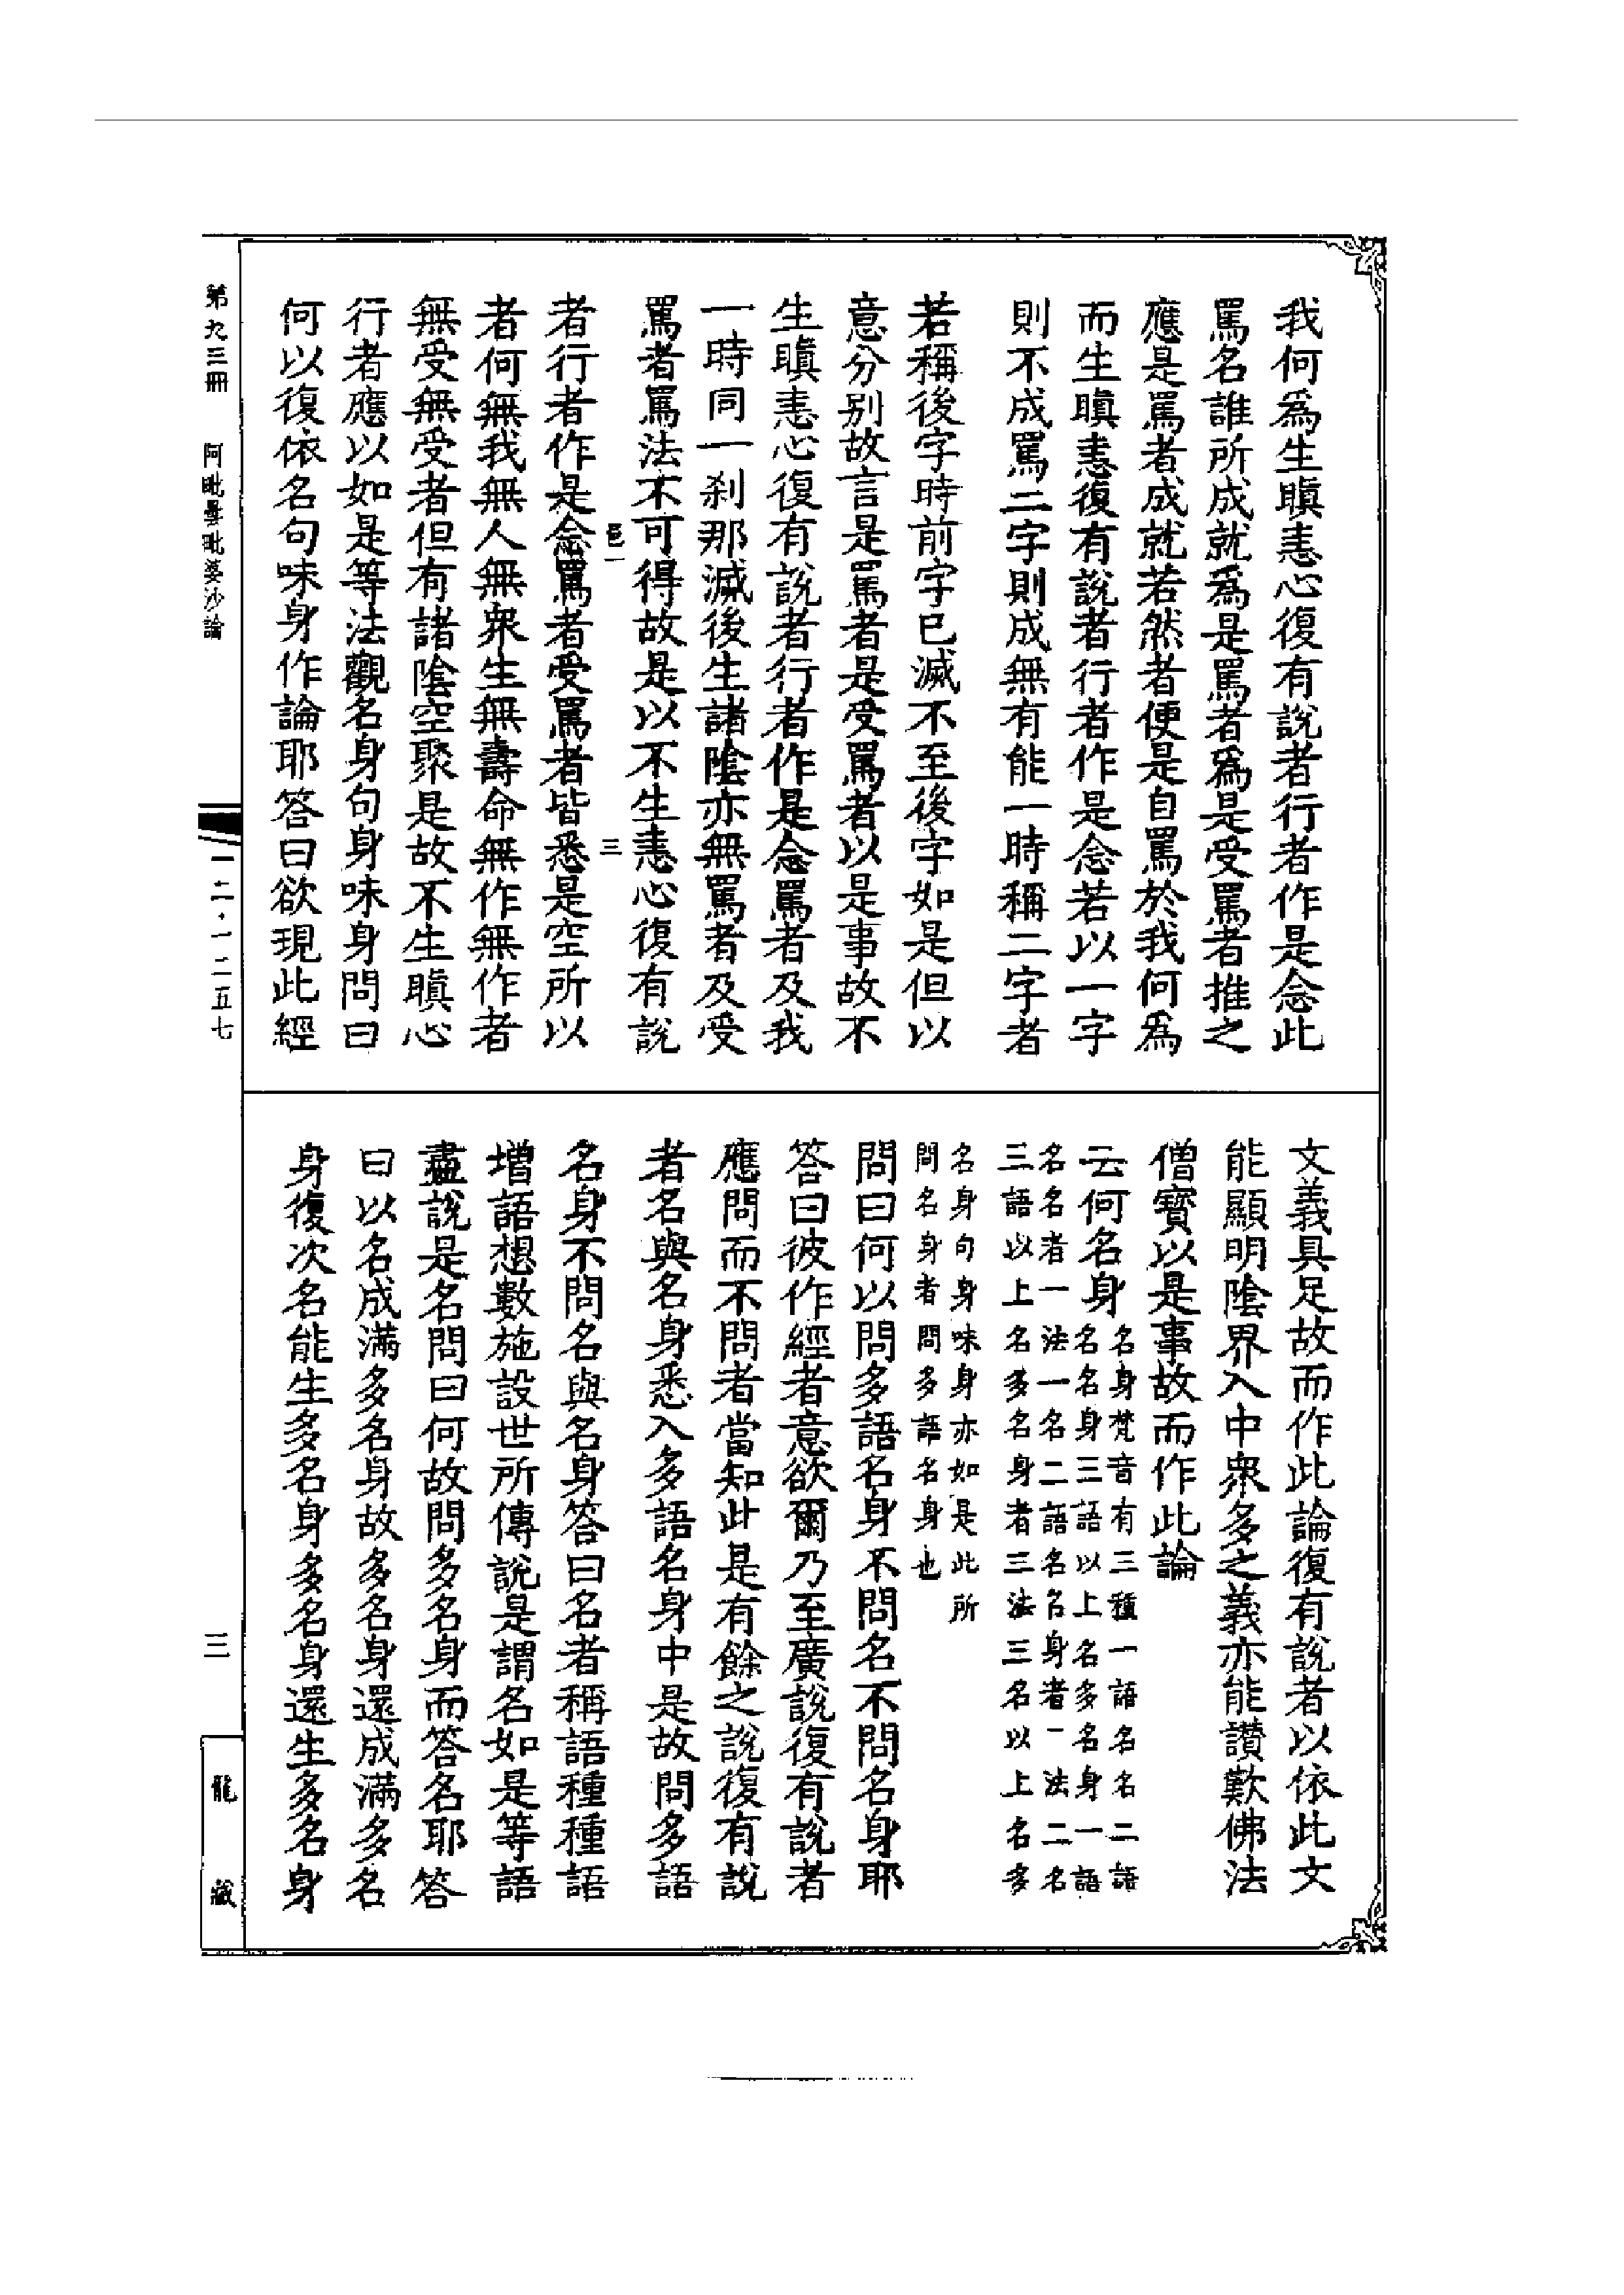 我何爲生瞋恚心復有說者行者作是念此
罵名誰所成就爲是罵者爲是受罵者推之
應是罵者成就若然者便是自罵於我何爲
而生瞋恚復有說者行者作是念若以一字
則不成罵二字則成無有能一時稱二字者
若稱後字時前字已滅不至後字如是但以
意分别故言是罵者是受罵者以是事故不
生瞋恚心復有說者行者作是念罵者及我
一時同一剎那滅後生諸陰亦無罵者及受
罵者罵法不可得故是以不生恚心復有說
邑一 三
者行者作是念罵者受罵者皆悉是空所以
者何無我無人無衆生無壽命無作無作者
無受無受者但有諸陰空聚是故不生瞋心
行者應以如是等法觀名身句身味身問曰
何以復依名句味身作論耶答曰欲現此經
文義具足故而作此論復有說者以依此文
能顯明陰界入中衆多之義亦能讚歎佛法
僧寶以是事故而作此論
云何名身
名身梵音有三種一語名名二語
名名身三語以上名多名身一語
名名者一法一名二語名名身者二法二名
三語以上名多名身者三法三名以上名多
名身句身味身亦如是此所
問名身者問多語名身也
問曰何以問多語名身不問名不問名身耶
答曰彼作經者意欲爾乃至廣說復有說者
應問而不問者當知此是有餘之說復有說
者名與名身悉入多語名身中是故問多語
名身不問名與名身答曰名者稱語種種語
增語想數施設世所傳說是謂名如是等語
盡說是名問曰何故問多名身而答名耶答
曰以名成滿多名身故多名身還成滿多名
身復次名能生多名身多名身還生多名身
第九三冊 阿毗曇毗婆沙論
一二·一二五七
三
龍藏